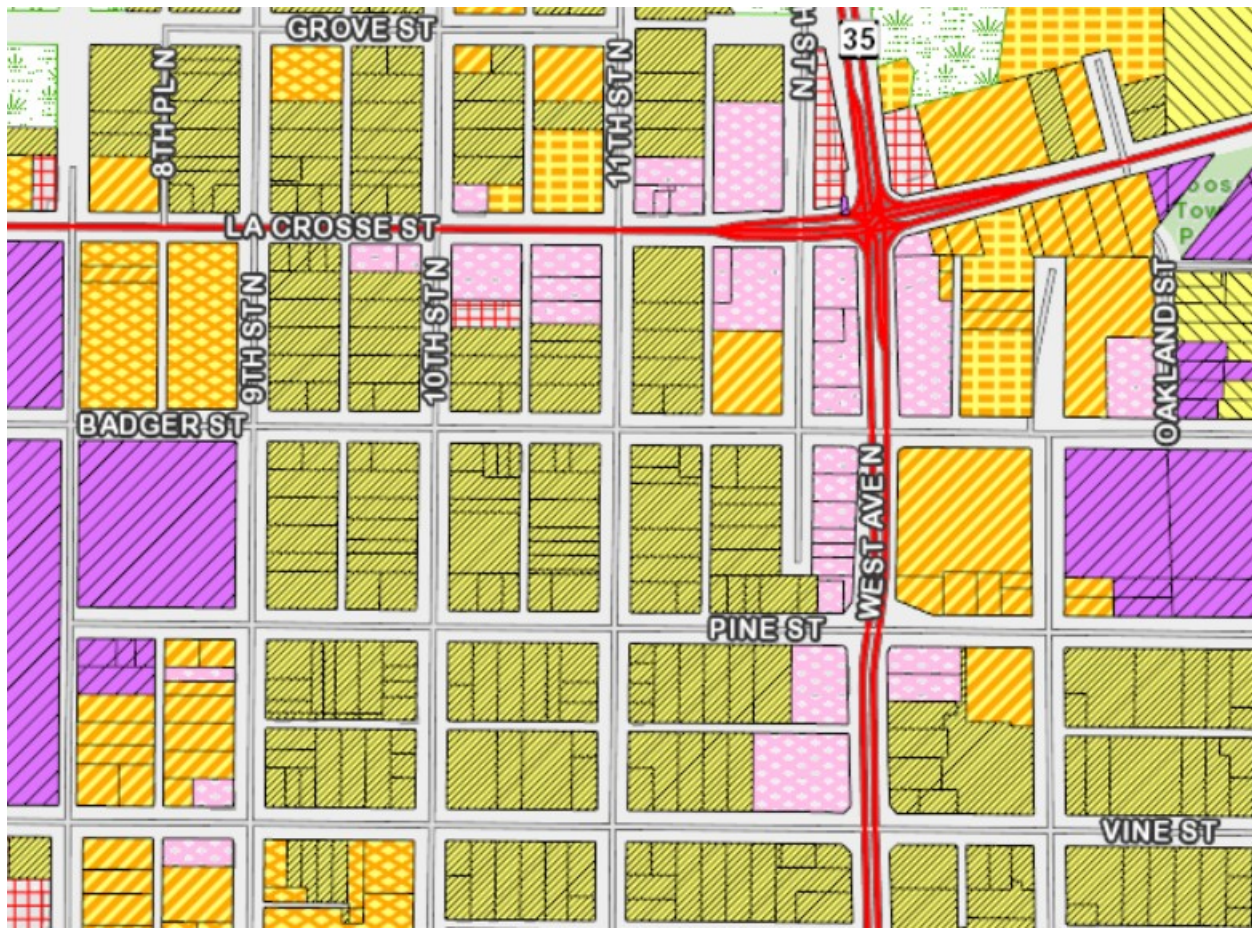 GROVE ST
35
8TH PL N
11TH ST N
LA CROSSE ST
9TH ST N
10TH ST N
OAKLAND ST
BADGER ST
WEST AVE N
PINE ST
VINE ST